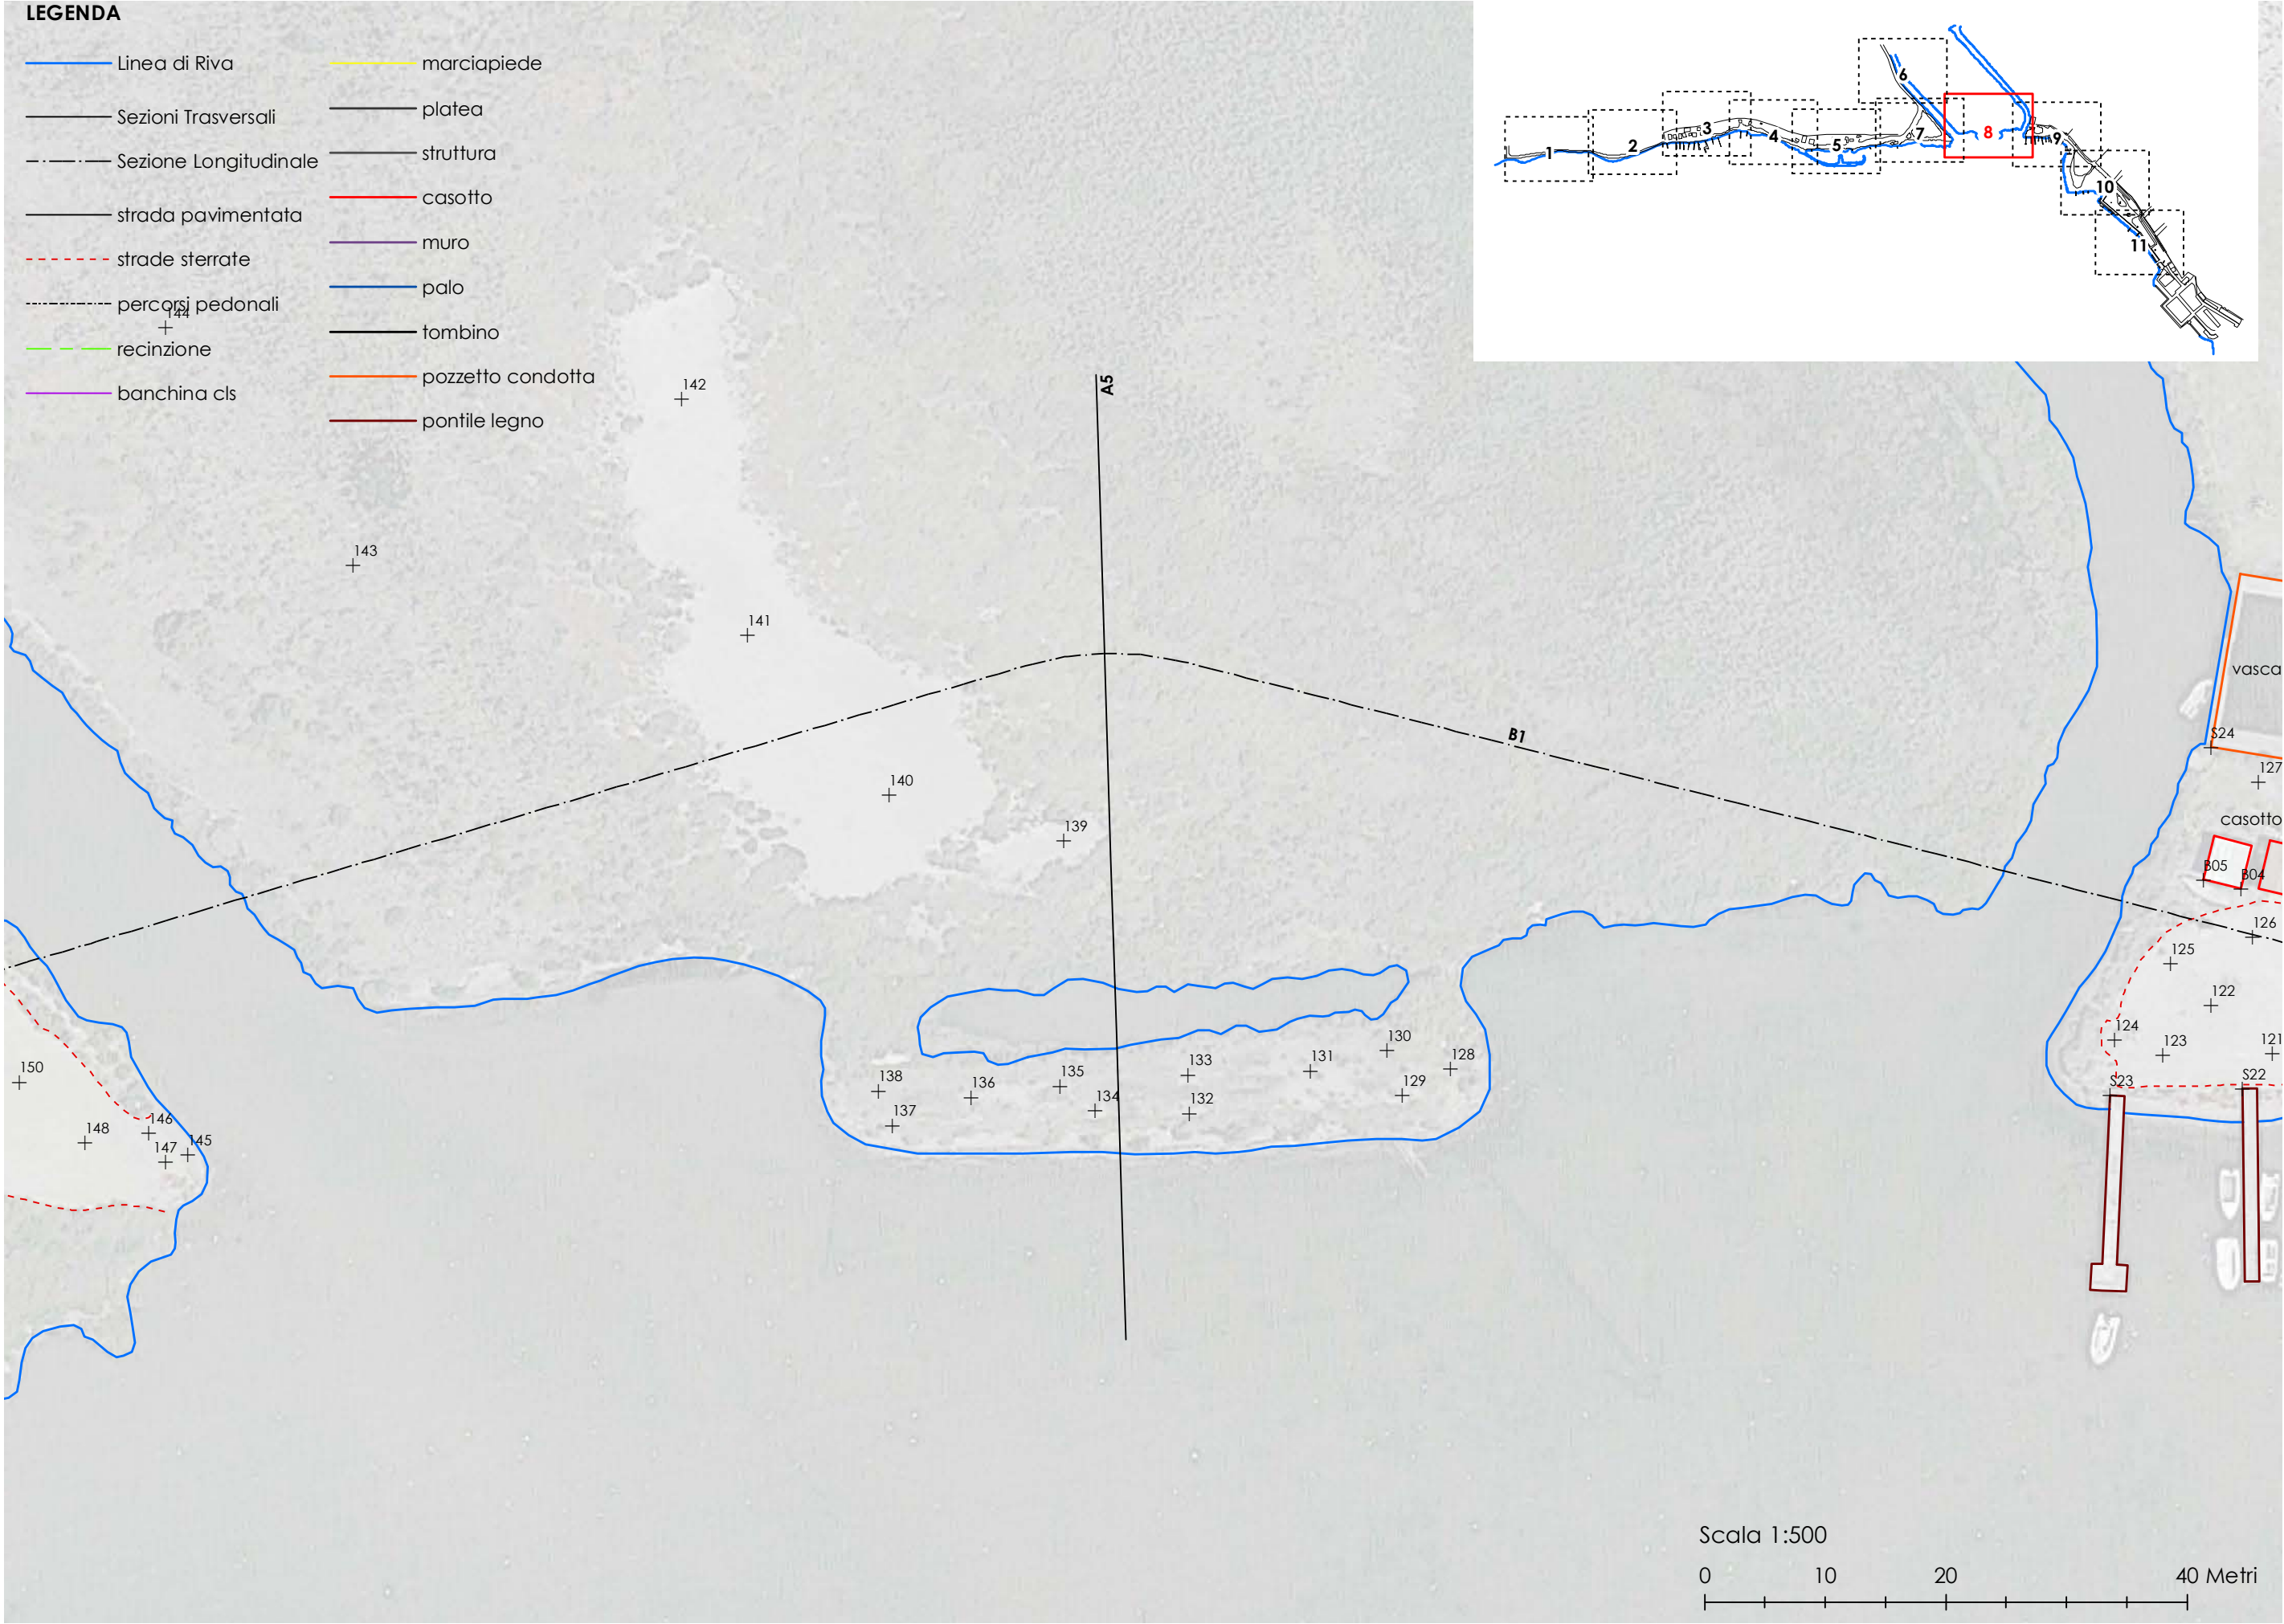 LEGENDA
Linea di Riva
Sezioni Trasversali
Sezione Longitudinale
strada pavimentata
strade sterrate
percorsi pedonali
recinzione
banchina cls
marciapiede
platea
struttura
casotto
muro
palo
tombino
pozzetto condotta
pontile legno
1
2
3
4
5
6
7
8
9
10
11
144
142
A5
143
141
B1
140
139
vasca
S24
127
casotto
B05
B04
126
125
122
124
123
121
S23
S22
130
128
133
131
129
135
138
136
134
132
137
150
148
146
147
145
Scala 1:500
0 10 20 40 Metri